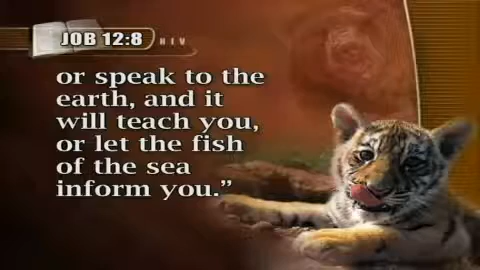 JOB 12:8 NIV
or speak to the
earth, and it
will teach you,
or let the fish
of the sea
inform you.”